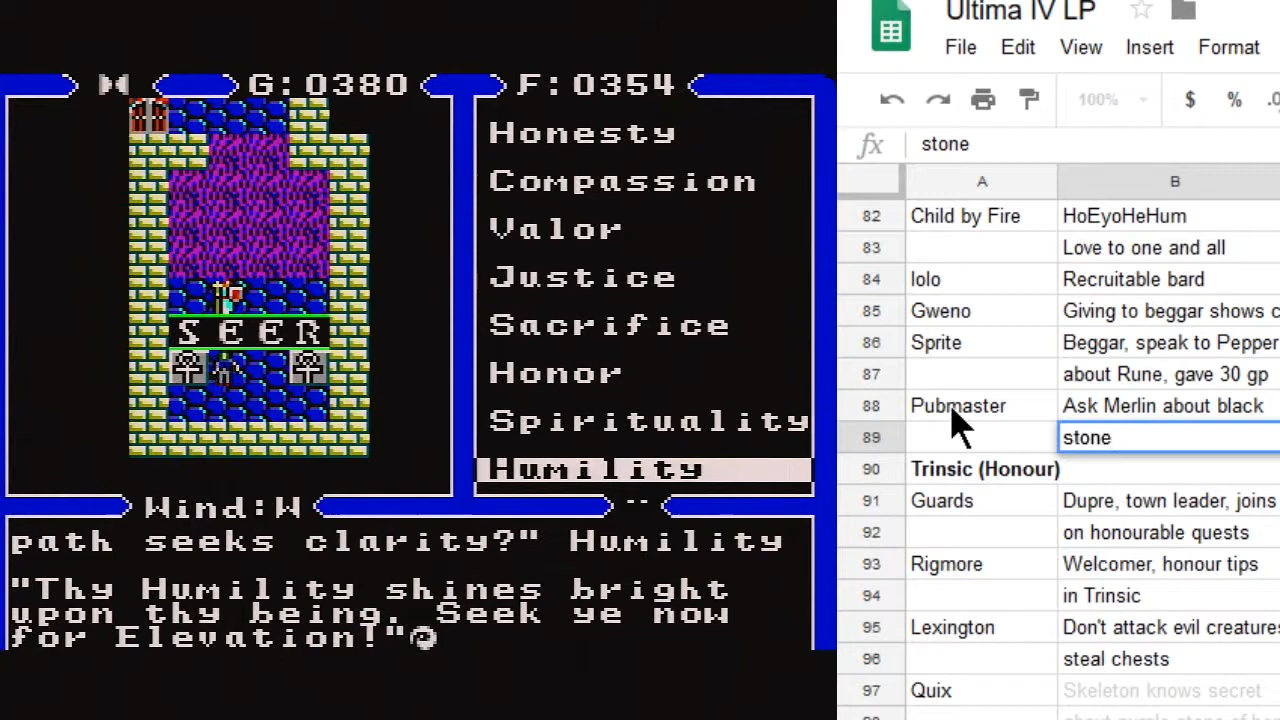 G:0380
F:0354
Honesty
Compassion
Valor
Justice
Sacrifice
Honor
Spirituality
Humility
SEER
Wind:W
--
path seeks clarity?" Humility
"Thy Humility shines bright
upon thy being. Seek ye now
for Elevation!"
Ultima IV LP
File Edit View Insert Format
100% $ % .0
fx stone
A B
82 Child by Fire HoEyoHeHum
83 Love to one and all
84 Iolo Recruitable bard
85 Gweno Giving to beggar shows c
86 Sprite Beggar, speak to Pepper
87 about Rune, gave 30 gp
88 Pubmaster Ask Merlin about black
89 stone
90 Trinsic (Honour)
91 Guards Dupre, town leader, joins
92 on honourable quests
93 Rigmore Welcomer, honour tips
94 in Trinsic
95 Lexington Don't attack evil creatures
96 steal chests
97 Quix Skeleton knows secret